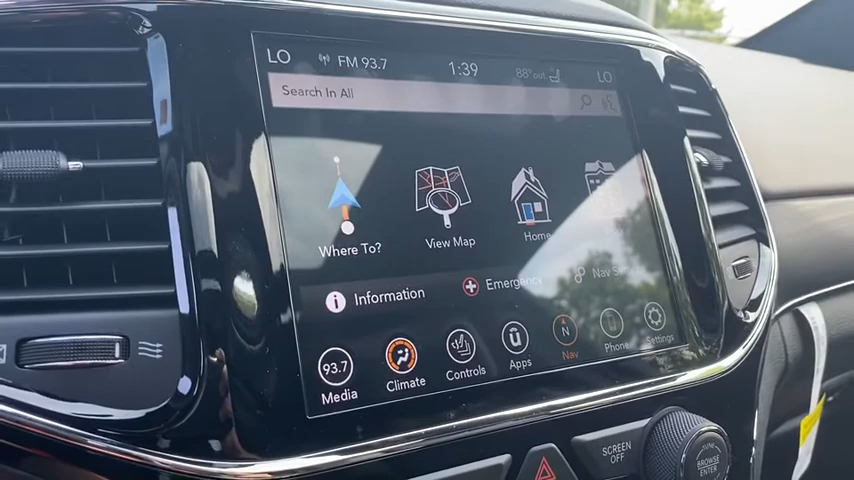 LO FM 93.7 1:39 88° out LO
Search In All
Where To? View Map Home
Information Emergency Nav
93.7 N
Media Climate Controls Apps Nav Phone Settings
SCREEN OFF
BROWSE ENTER